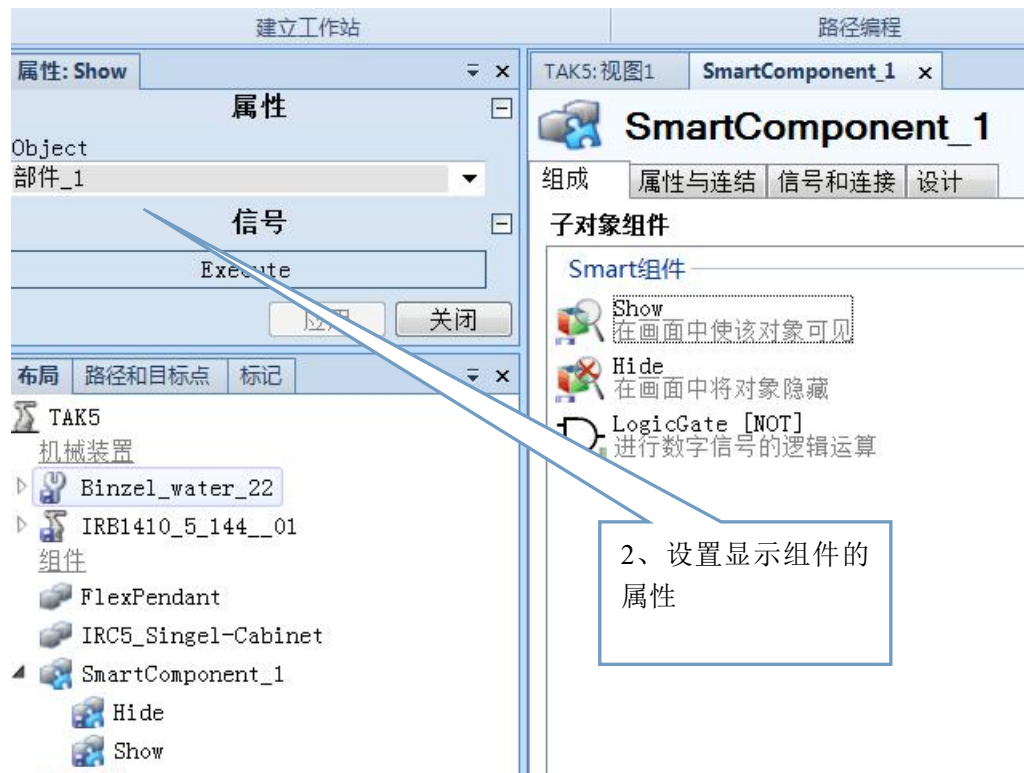 建立工作站
路径编程
属性: Show
属性
Object
部件_1
信号
Execute
应用
关闭
布局
路径和目标点
标记
TAK5
机械装置
Binzel_water_22
IRB1410_5_144__01
组件
FlexPendant
IRC5_Singel-Cabinet
SmartComponent_1
Hide
Show
TAK5:视图1
SmartComponent_1
SmartComponent_1
组成
属性与连结
信号和连接
设计
子对象组件
Smart组件
Show
在画面中使该对象可见
Hide
在画面中将对象隐藏
LogicGate [NOT]
进行数字信号的逻辑运算
2、设置显示组件的
属性